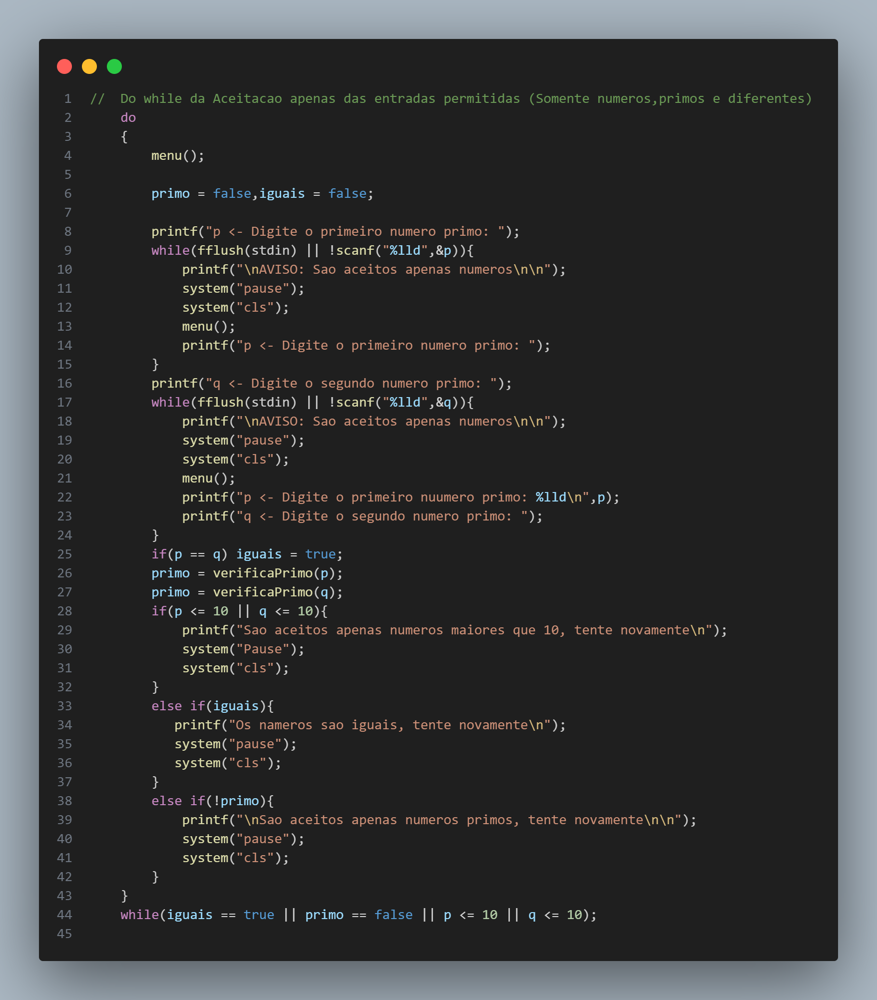 1 //  Do while da Aceitacao apenas das entradas permitidas (Somente numeros,primos e diferentes)
2     do
3     {
4         menu();
5
6         primo = false,iguais = false;
7
8         printf("p <- Digite o primeiro numero primo: ");
9         while(fflush(stdin) || !scanf("%lld",&p)){
10             printf("\nAVISO: Sao aceitos apenas numeros\n\n");
11             system("pause");
12             system("cls");
13             menu();
14             printf("p <- Digite o primeiro numero primo: ");
15         }
16         printf("q <- Digite o segundo numero primo: ");
17         while(fflush(stdin) || !scanf("%lld",&q)){
18             printf("\nAVISO: Sao aceitos apenas numeros\n\n");
19             system("pause");
20             system("cls");
21             menu();
22             printf("p <- Digite o primeiro nuumero primo: %lld\n",p);
23             printf("q <- Digite o segundo numero primo: ");
24         }
25         if(p == q) iguais = true;
26         primo = verificaPrimo(p);
27         primo = verificaPrimo(q);
28         if(p <= 10 || q <= 10){
29             printf("Sao aceitos apenas numeros maiores que 10, tente novamente\n");
30             system("Pause");
31             system("cls");
32         }
33         else if(iguais){
34            printf("Os nameros sao iguais, tente novamente\n");
35            system("pause");
36            system("cls");
37         }
38         else if(!primo){
39             printf("\nSao aceitos apenas numeros primos, tente novamente\n\n");
40             system("pause");
41             system("cls");
42         }
43     }
44     while(iguais == true || primo == false || p <= 10 || q <= 10);
45